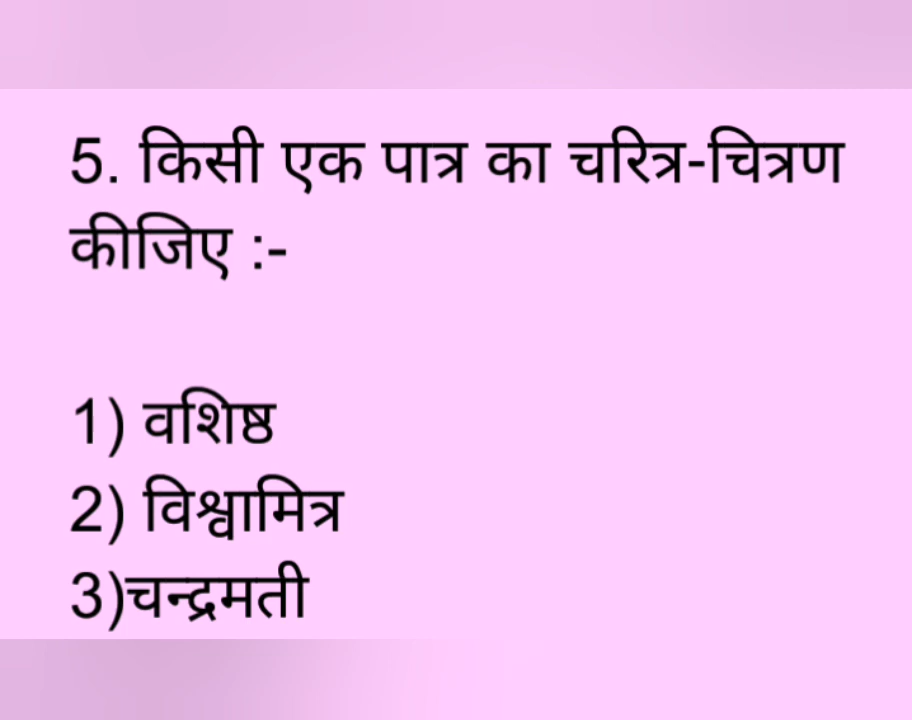 5. किसी एक पात्र का चरित्र-चित्रण
कीजिए :-
1) वशिष्ठ
2) विश्वामित्र
3)चन्द्रमती